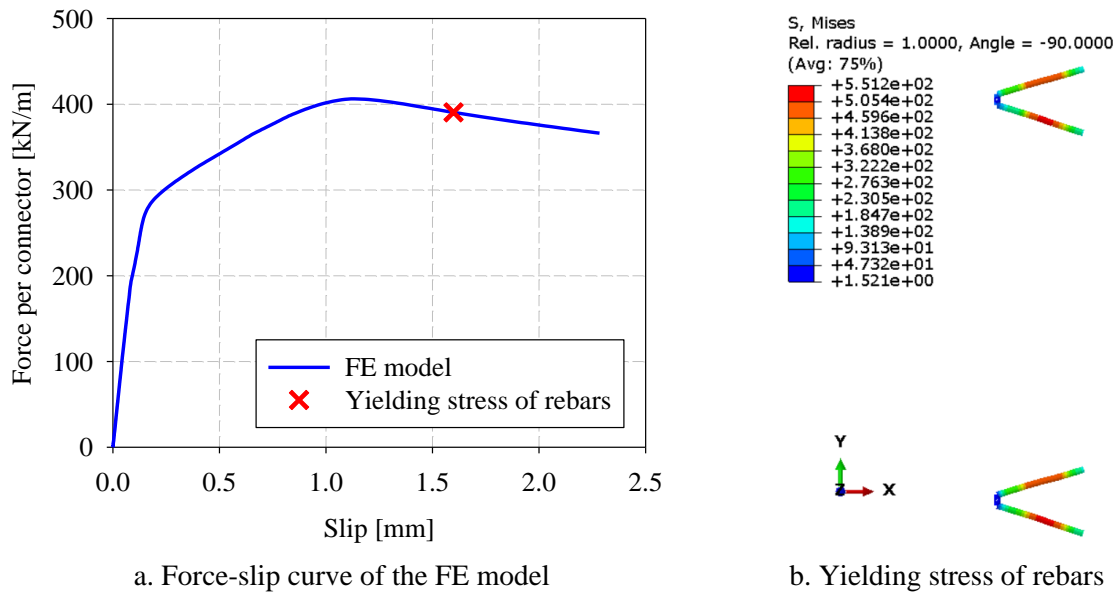 500
400
300
200
100
0
Force per connector [kN/m]
FE model
Yielding stress of rebars
0.0 0.5 1.0 1.5 2.0 2.5
Slip [mm]
a. Force-slip curve of the FE model
S, Mises
Rel. radius = 1.0000, Angle = -90.0000
(Avg: 75%)
+5.512e+02
+5.054e+02
+4.596e+02
+4.138e+02
+3.680e+02
+3.222e+02
+2.763e+02
+2.305e+02
+1.847e+02
+1.389e+02
+9.313e+01
+4.732e+01
+1.521e+00
Y
Z X
b. Yielding stress of rebars